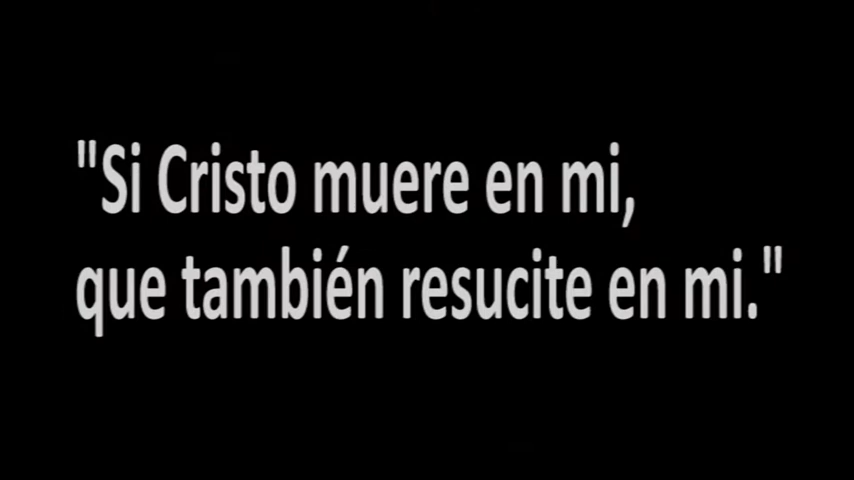 "Si Cristo muere en mi,
que también resucite en mi."